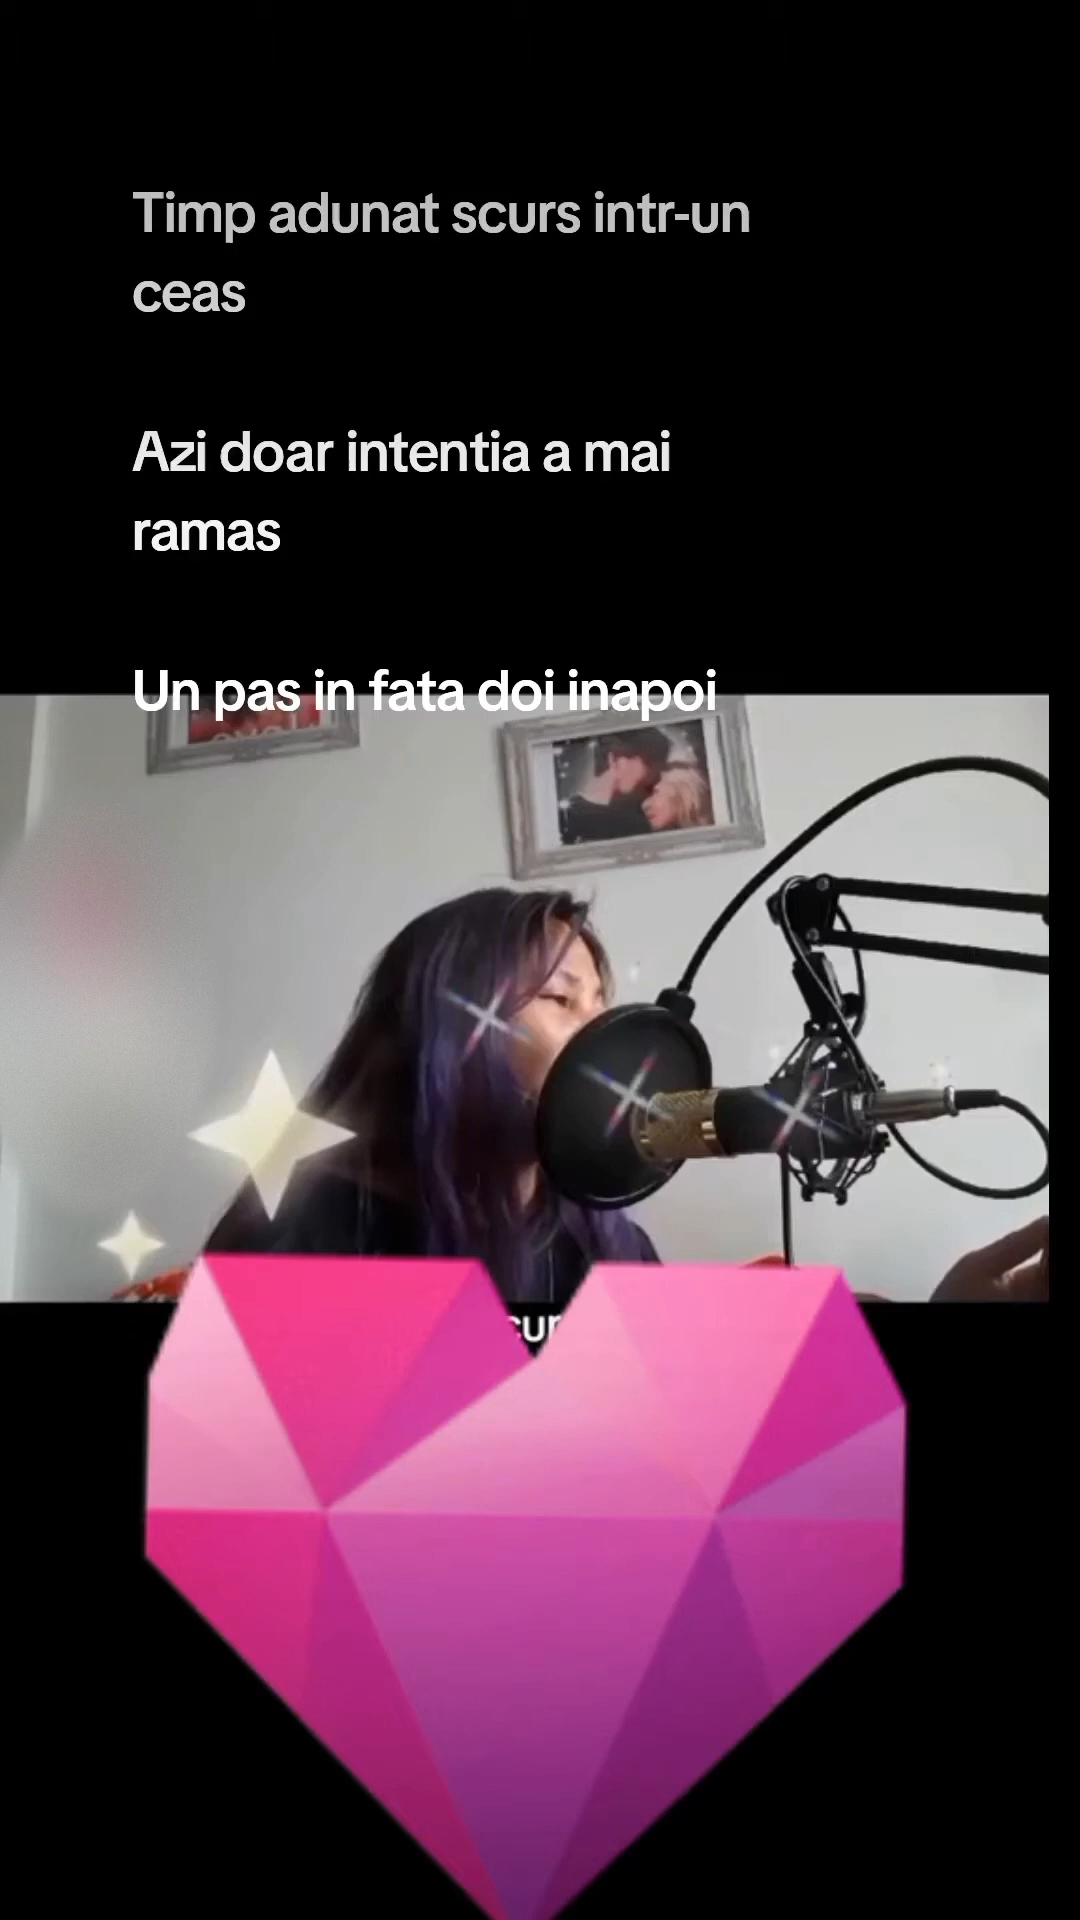 Timp adunat scurs intr-un
ceas
Azi doar intentia a mai
ramas
Un pas in fata doi inapoi